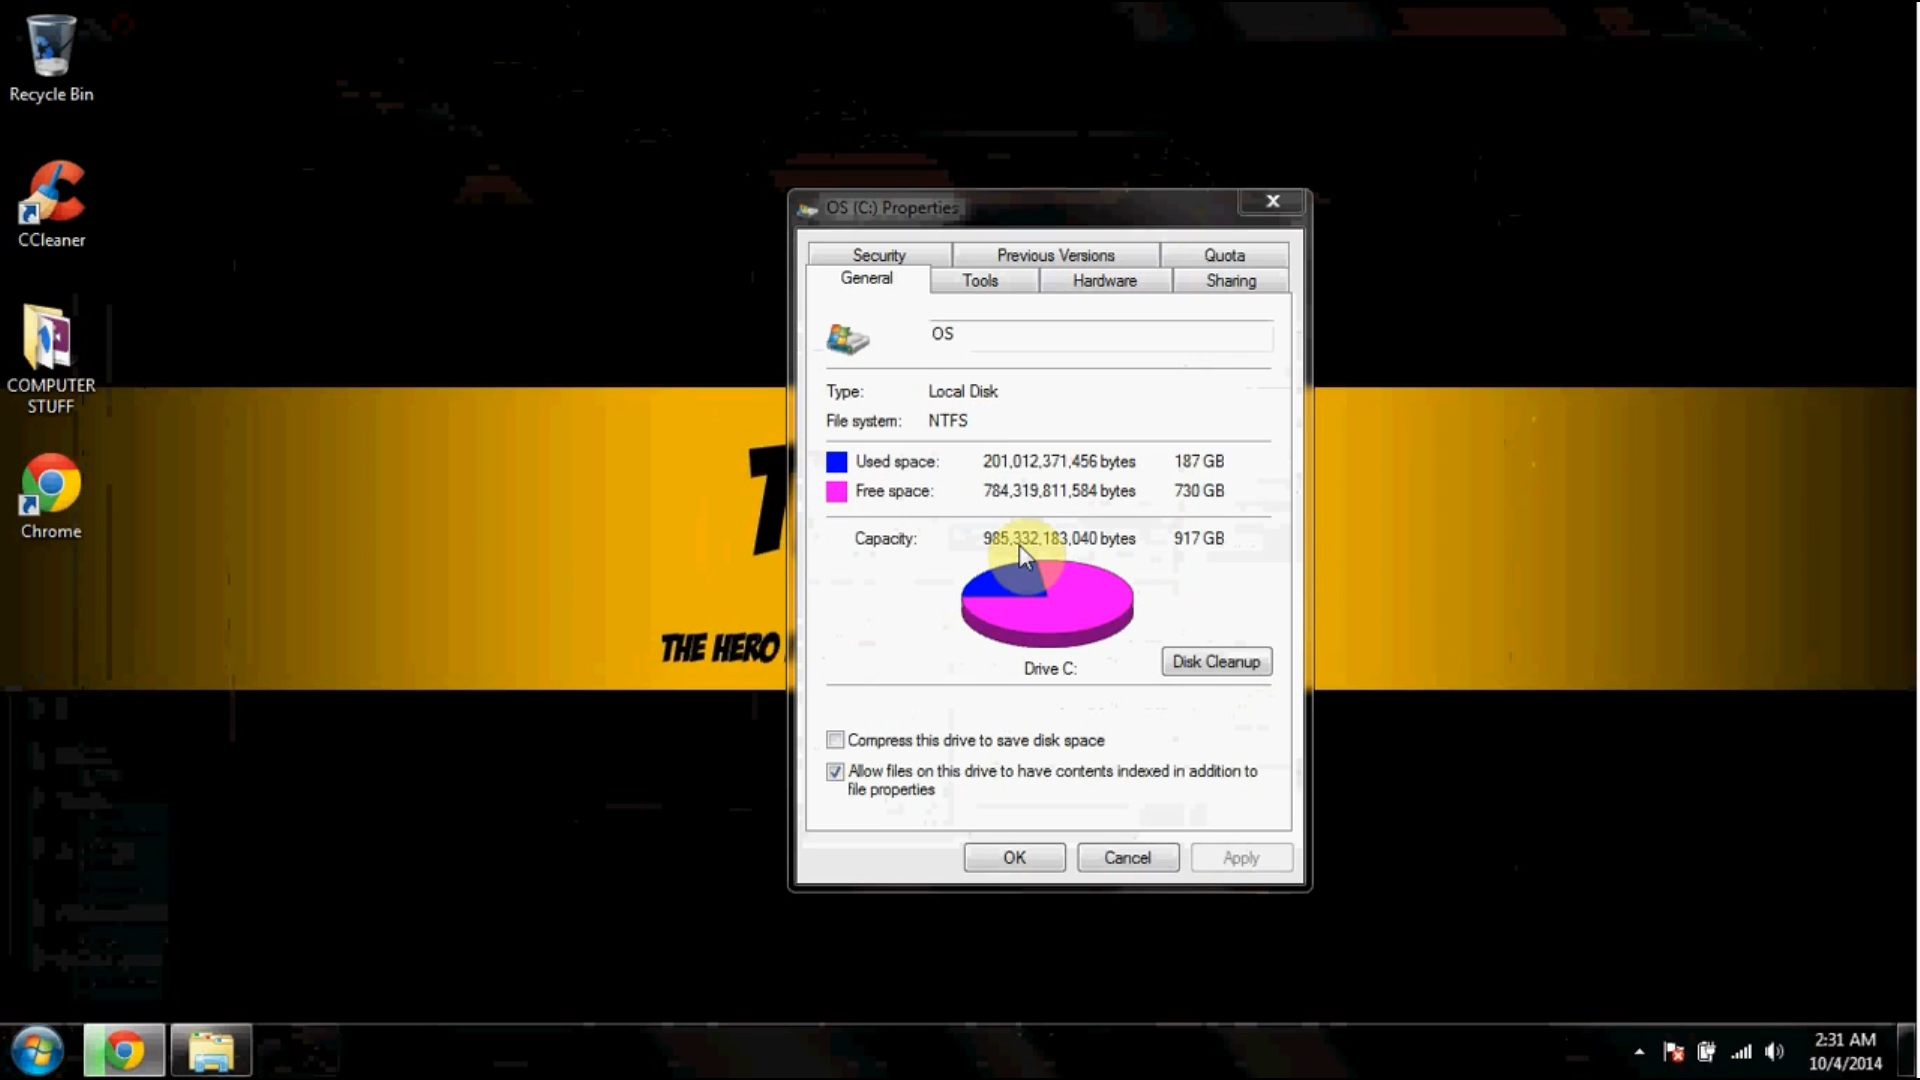 Recycle Bin
CCleaner
COMPUTER
STUFF
Chrome
THE HERO
OS (C:) Properties
X
Security Previous Versions Quota
General Tools Hardware Sharing
OS
Type: Local Disk
File system: NTFS
Used space: 201,012,371,456 bytes 187 GB
Free space: 784,319,811,584 bytes 730 GB
Capacity: 985,332,183,040 bytes 917 GB
Drive C:
Disk Cleanup
Compress this drive to save disk space
Allow files on this drive to have contents indexed in addition to
file properties
OK Cancel Apply
2:31 AM
10/4/2014